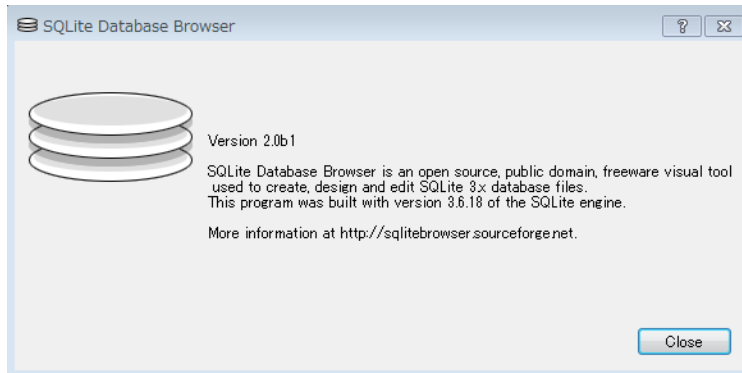 SQLite Database Browser
Version 2.0b1
SQLite Database Browser is an open source, public domain, freeware visual tool
used to create, design and edit SQLite 3.x database files.
This program was built with version 3.6.18 of the SQLite engine.
More information at http://sqlitebrowser.sourceforge.net.
Close